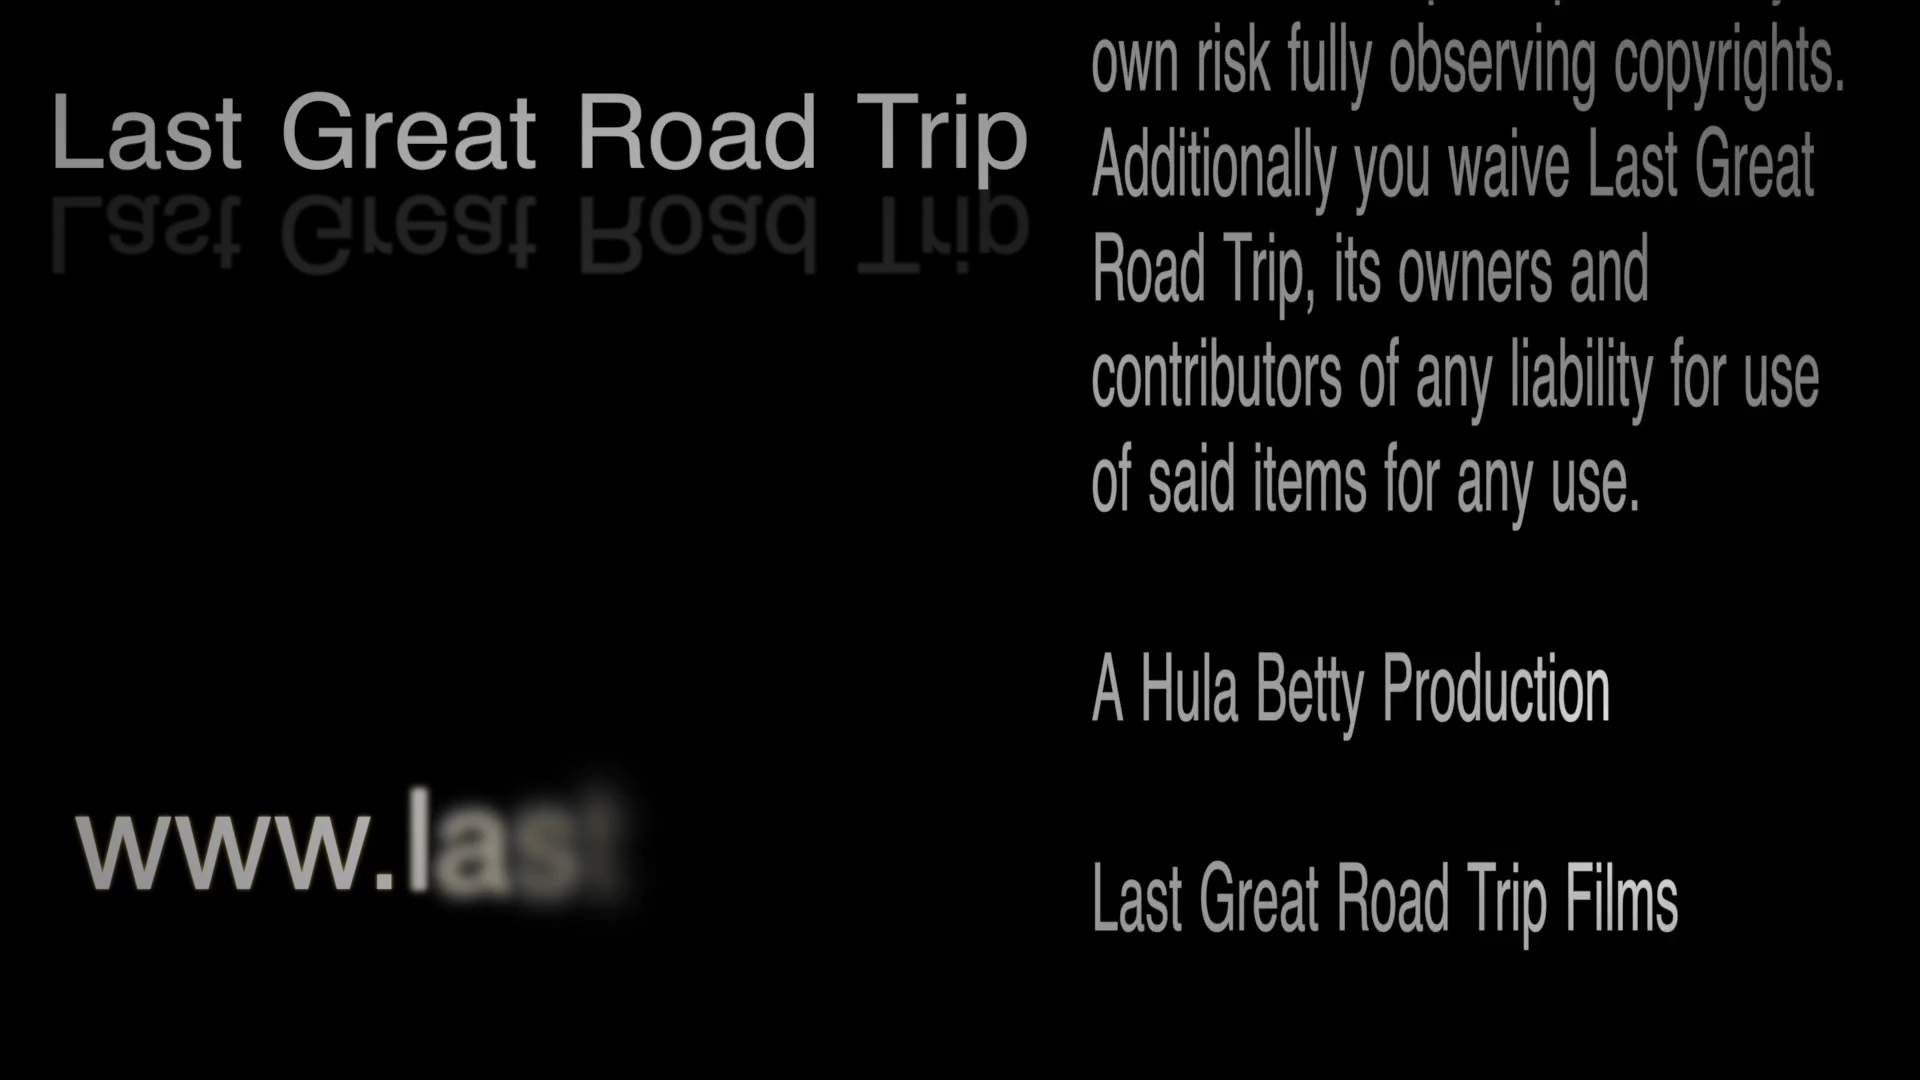 Last Great Road Trip
www.last
own risk fully observing copyrights.
Additionally you waive Last Great
Road Trip, its owners and
contributors of any liability for use
of said items for any use.
A Hula Betty Production
Last Great Road Trip Films